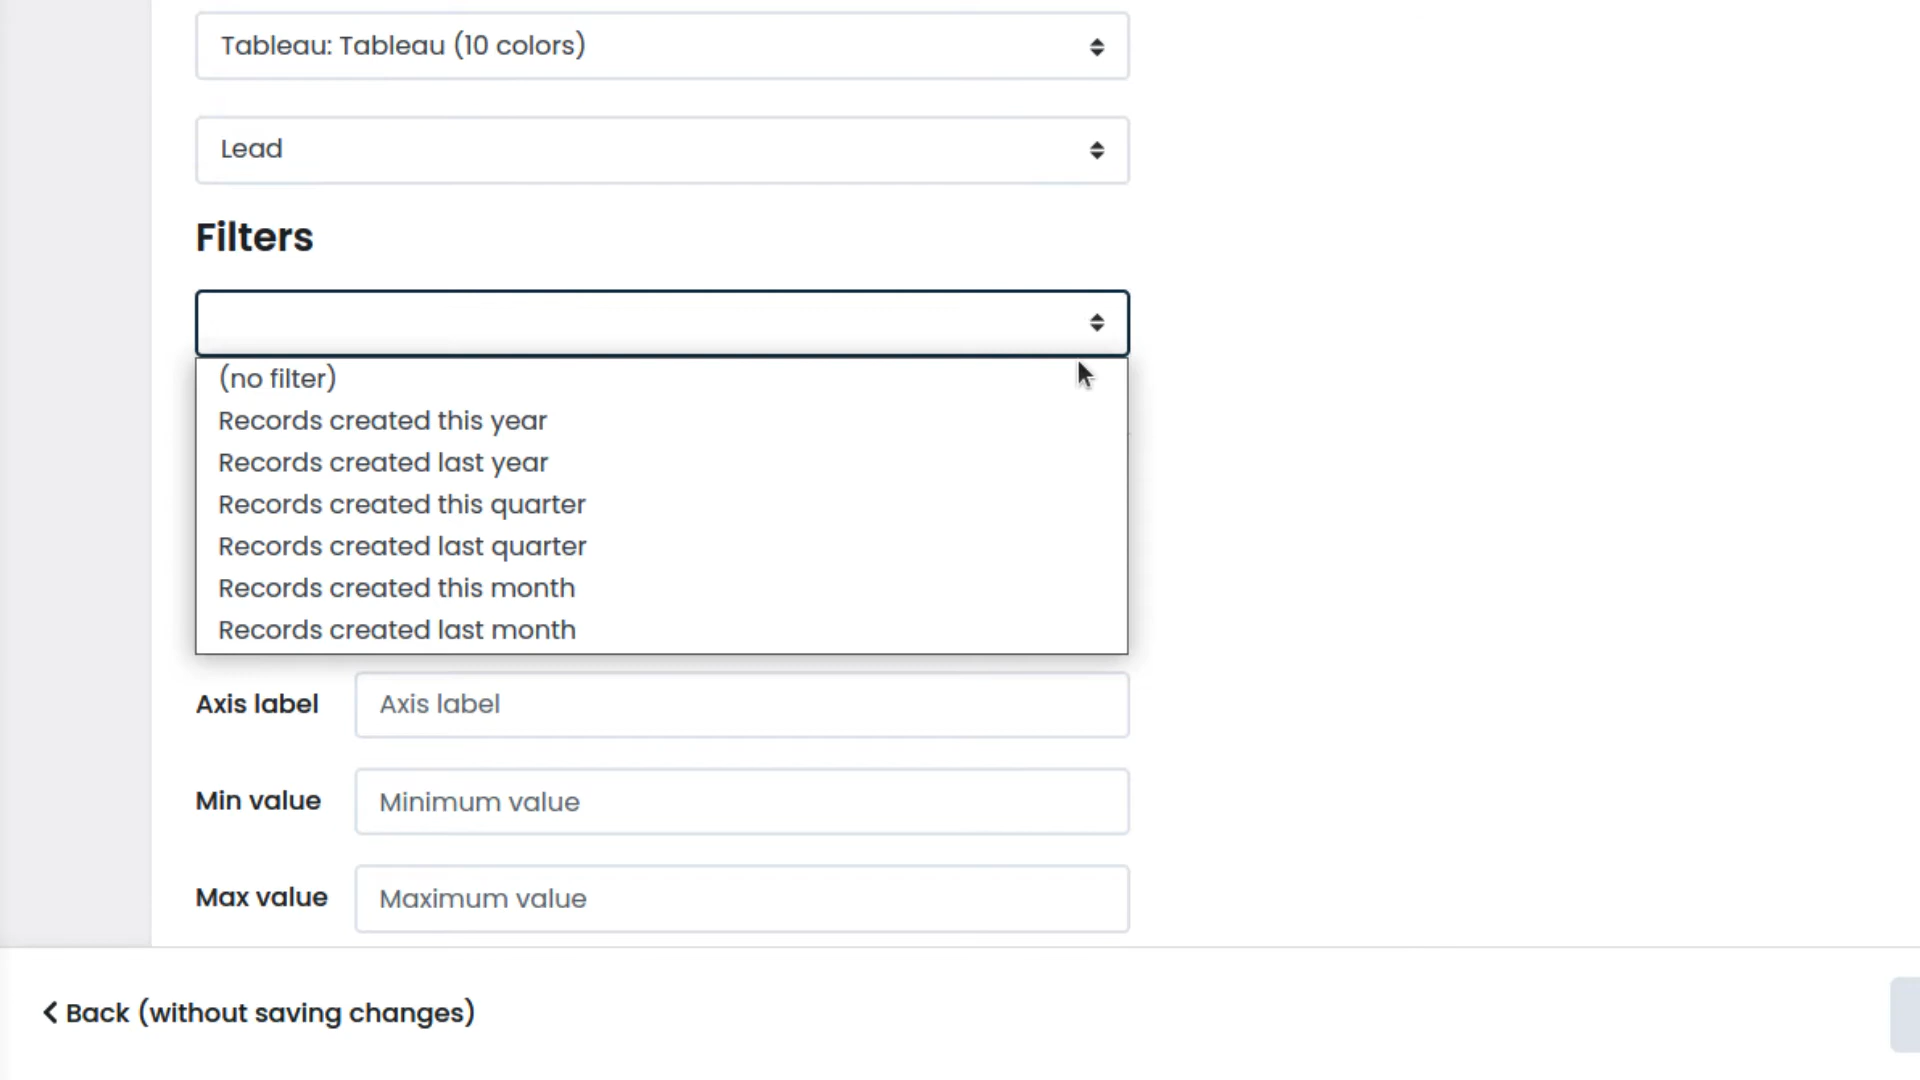 Tableau: Tableau (10 colors)
Lead
Filters
(no filter)
Records created this year
Records created last year
Records created this quarter
Records created last quarter
Records created this month
Records created last month
Axis label Axis label
Min value Minimum value
Max value Maximum value
Back (without saving changes)